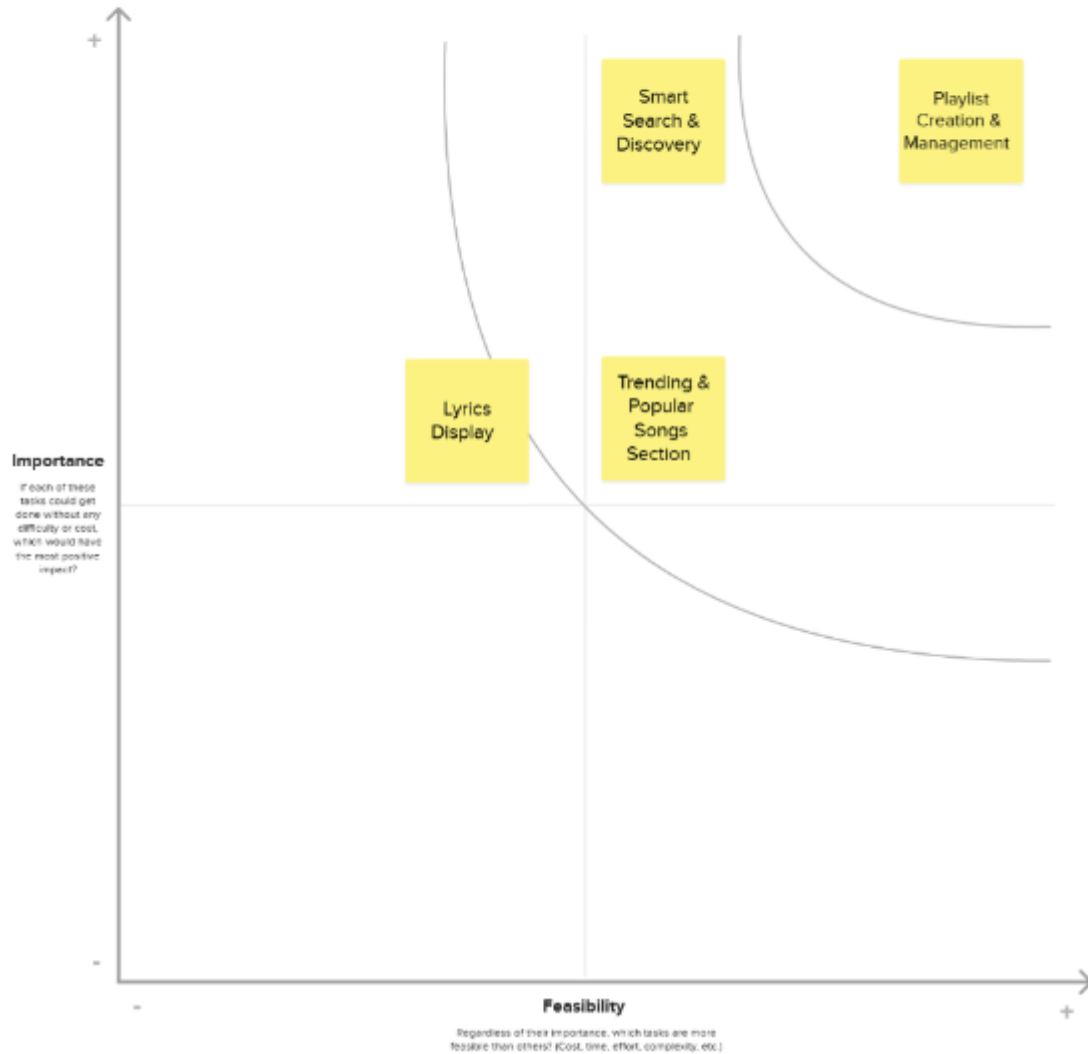 +
Smart
Search &
Discovery
Playlist
Creation &
Management
Lyrics
Display
Trending &
Popular
Songs
Section
Importance
If each of these
tasks could get
done without any
difficulty or cost,
which would have
the most positive
impact?
-
-
Feasibility
+
Regardless of their importance, which tasks are more
feasible than others? (Cost, time, effort, complexity, etc.)